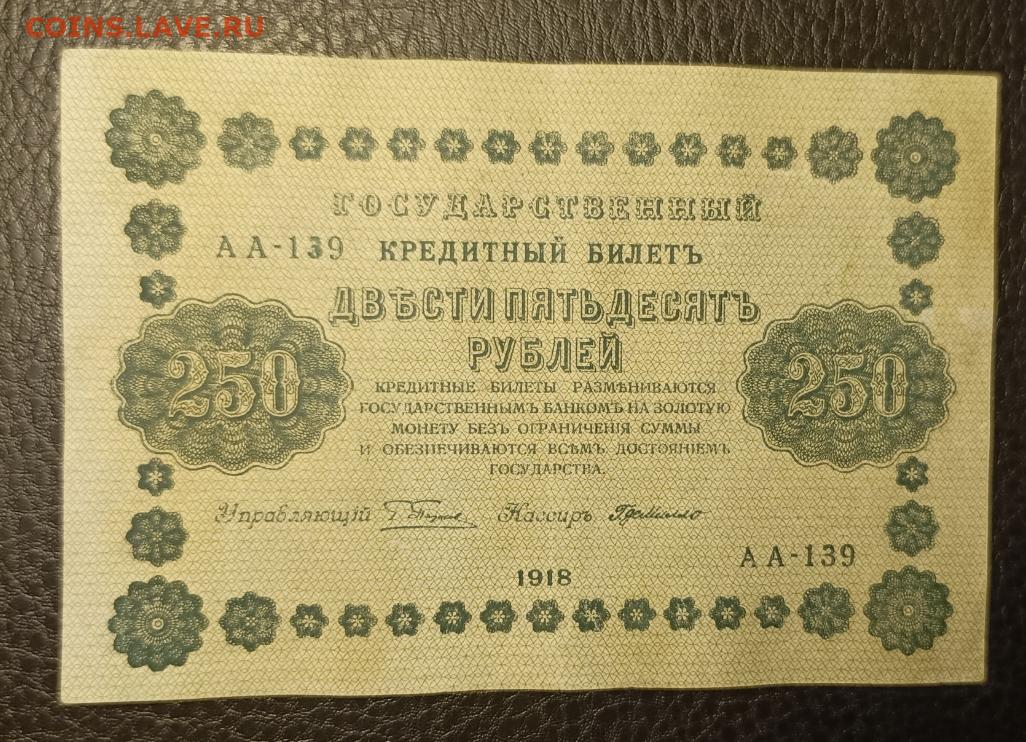 COINS.LAVE.RU
ГОСУДАРСТВЕННЫЙ
АА-139 КРЕДИТНЫЙ БИЛЕТЪ
ДВѢСТИ ПЯТЬДЕСЯТЪ
РУБЛЕЙ
250 250
КРЕДИТНЫЕ БИЛЕТЫ РАЗМѢНИВАЮТСЯ
ГОСУДАРСТВЕННЫМЪ БАНКОМЪ НА ЗОЛОТУЮ
МОНЕТУ БЕЗЪ ОГРАНИЧЕНІЯ СУММЫ
И ОБЕЗПЕЧИВАЮТСЯ ВСѢМЪ ДОСТОЯНІЕМЪ
ГОСУДАРСТВА.
Управляющій Кассиръ
АА-139
1918